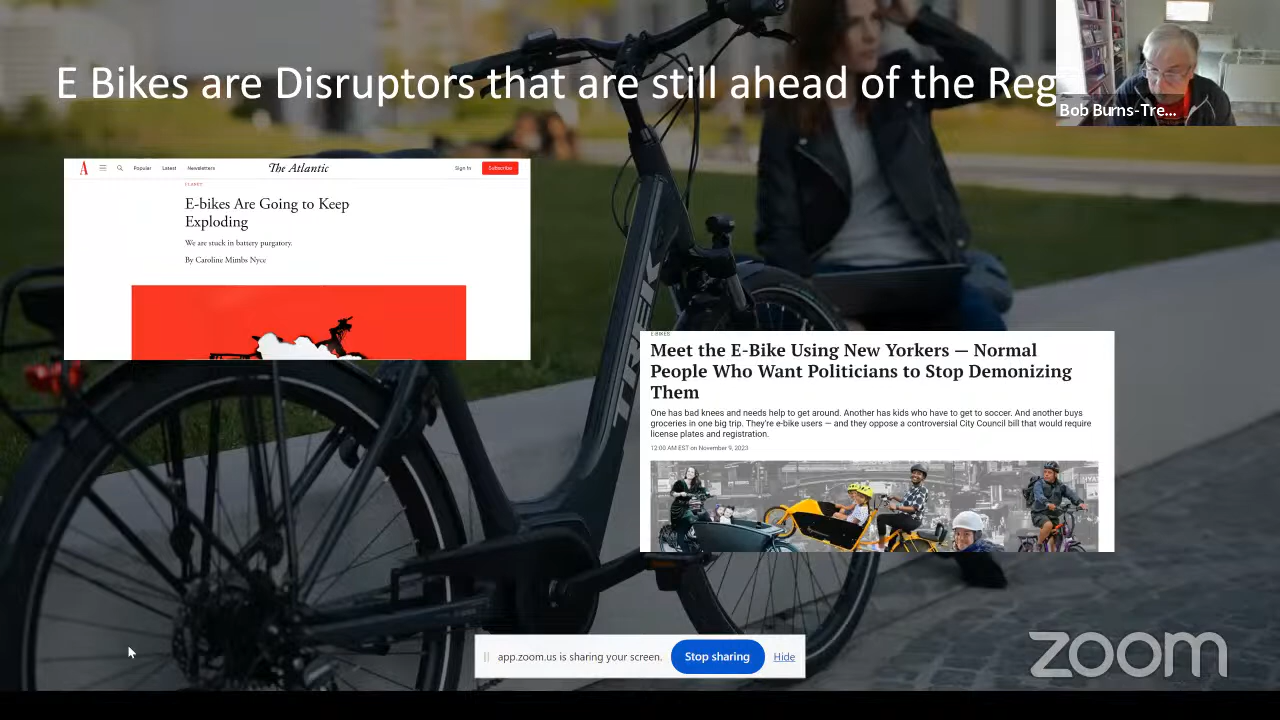 E Bikes are Disruptors that are still ahead of the Reg
Bob Burns-Tre...
A Popular Latest Newsletters The Atlantic Sign In Subscribe
PLANET
E-bikes Are Going to Keep
Exploding
We are stuck in battery purgatory.
By Caroline Mimbs Nyce
TREK
E BIKES
Meet the E-Bike Using New Yorkers — Normal
People Who Want Politicians to Stop Demonizing
Them
One has bad knees and needs help to get around. Another has kids who have to get to soccer. And another buys
groceries in one big trip. They're e-bike users — and they oppose a controversial City Council bill that would require
license plates and registration.
12:00 AM EST on November 9, 2023
app.zoom.us is sharing your screen. Stop sharing Hide
zoom